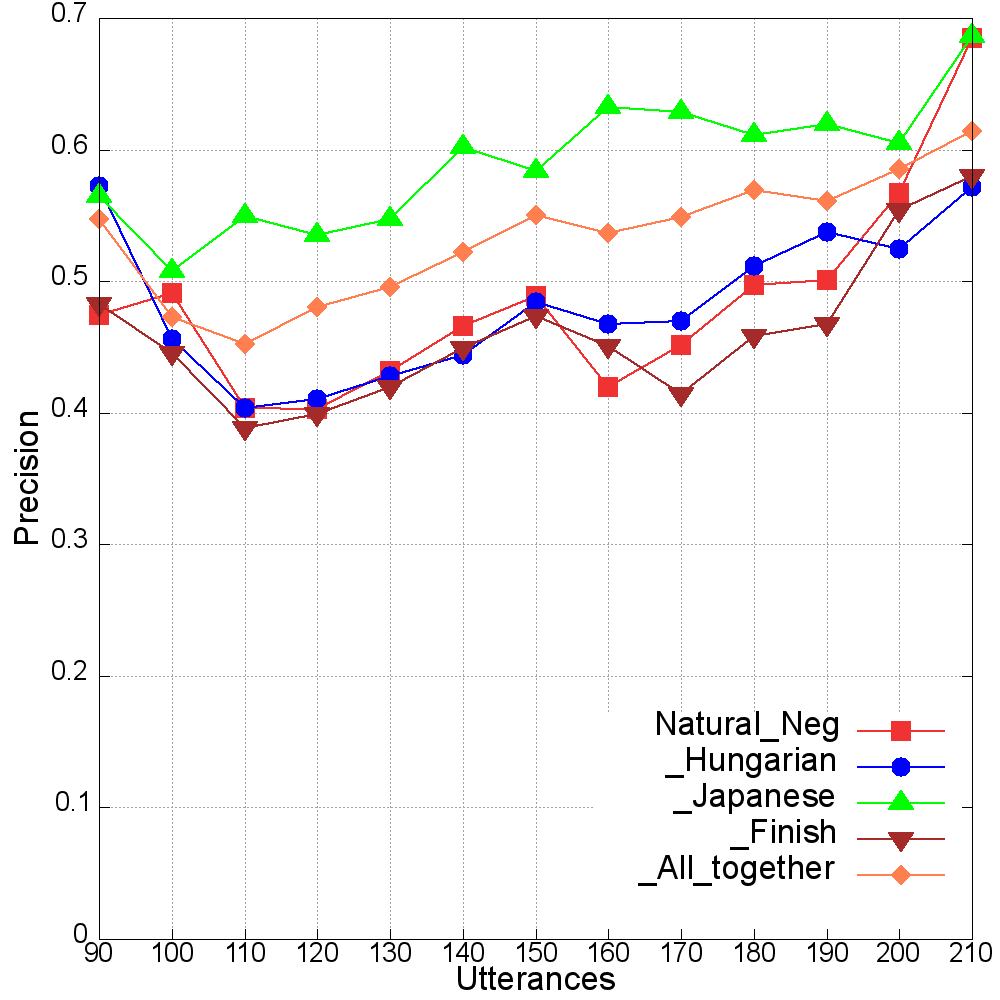 0.7
0.6
0.5
0.4
0.3
0.2
0.1
0
Precision
90 100 110 120 130 140 150 160 170 180 190 200 210
Utterances
Natural_Neg
_Hungarian
_Japanese
_Finish
_All_together